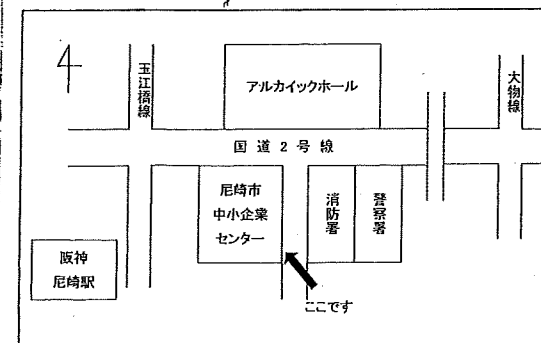 玉江橋線
アルカイックホール
大物線
国道2号線
尼崎市
中小企業
センター
消防署
警察署
阪神
尼崎駅
ここです